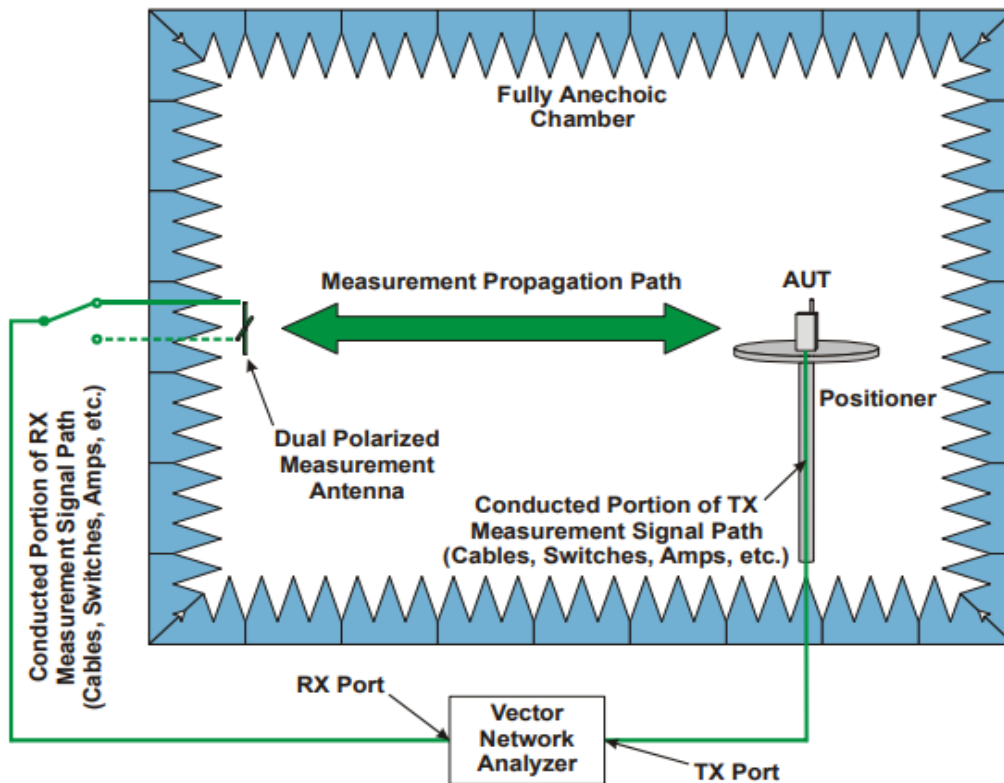 Fully Anechoic
Chamber
Measurement Propagation Path
AUT
Positioner
Dual Polarized
Measurement
Antenna
Conducted Portion of TX
Measurement Signal Path
(Cables, Switches, Amps, etc.)
Conducted Portion of RX
Measurement Signal Path
(Cables, Switches, Amps, etc.)
RX Port
Vector
Network
Analyzer
TX Port